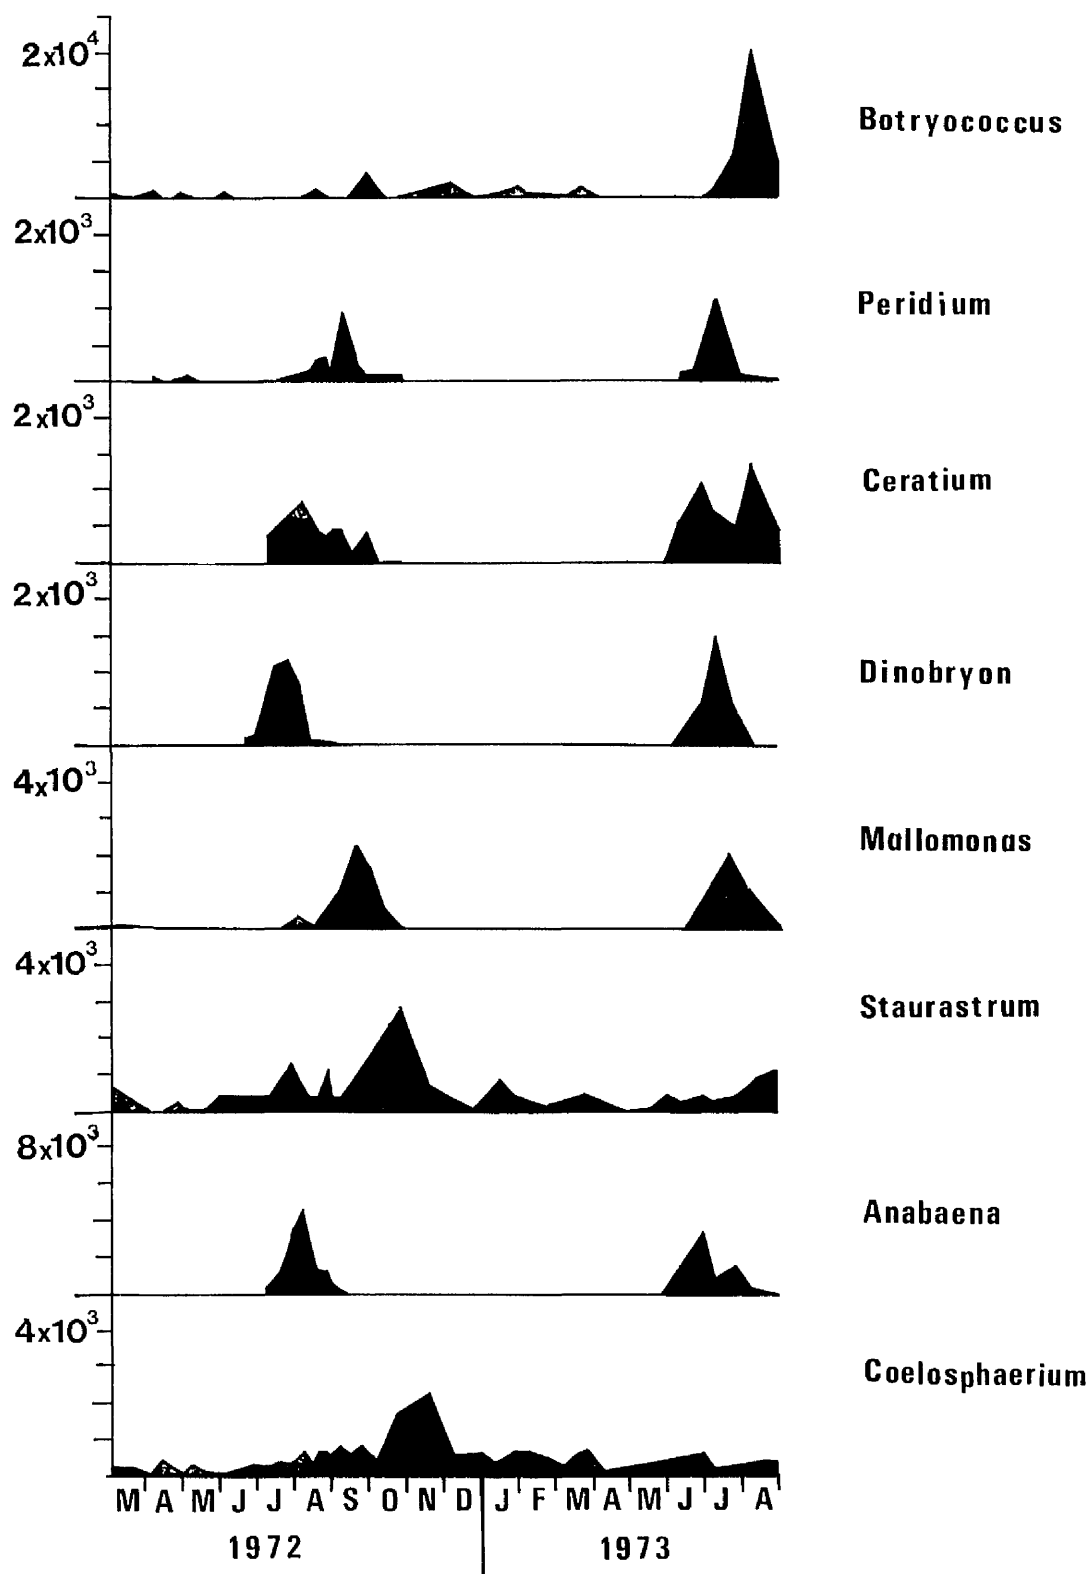 2x10⁴
Botryococcus
2x10³
Peridium
2x10³
Ceratium
2x10³
Dinobryon
4x10³
Mallomonas
4x10³
Staurastrum
8x10³
Anabaena
4x10³
Coelosphaerium
M A M J J A S O N D J F M A M J J A
1972 1973